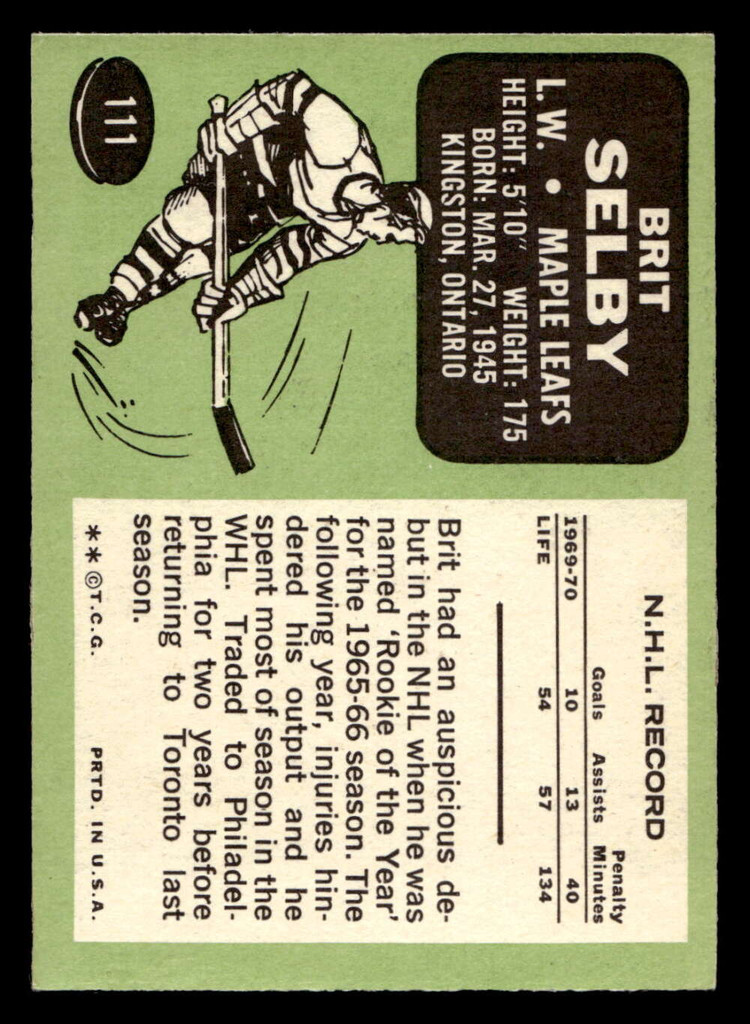 111
BRIT
SELBY
L. W. • MAPLE LEAFS
HEIGHT: 5'10" WEIGHT: 175
BORN: MAR. 27, 1945
KINGSTON, ONTARIO
N.H.L. RECORD
Goals Assists Penalty Minutes
1969-70 10 13 40
LIFE 54 57 134
Brit had an auspicious de-
but in the NHL when he was
named 'Rookie of the Year'
for the 1965-66 season. The
following year, injuries hin-
dered his output and he
spent most of season in the
WHL. Traded to Philadel-
phia for two years before
returning to Toronto last
season.
**©T.C.G. PRTD. IN U.S.A.